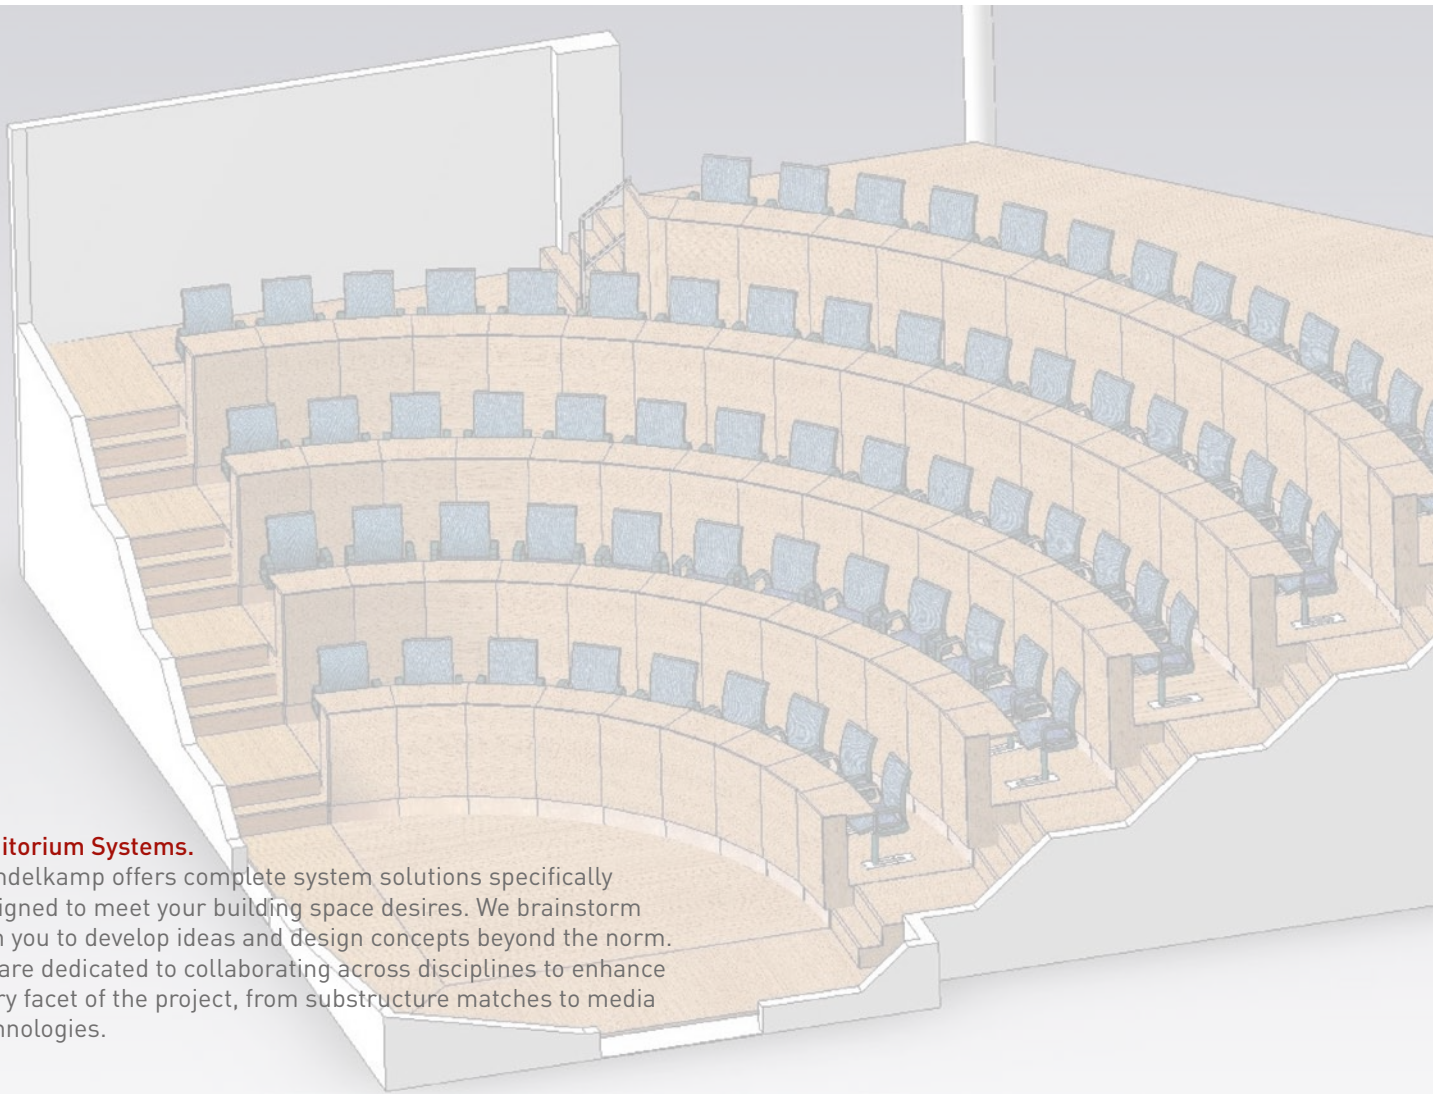 itorium Systems.
ndelkamp offers complete system solutions specifically
igned to meet your building space desires. We brainstorm
you to develop ideas and design concepts beyond the norm.
are dedicated to collaborating across disciplines to enhance
ry facet of the project, from substructure matches to media
hnologies.